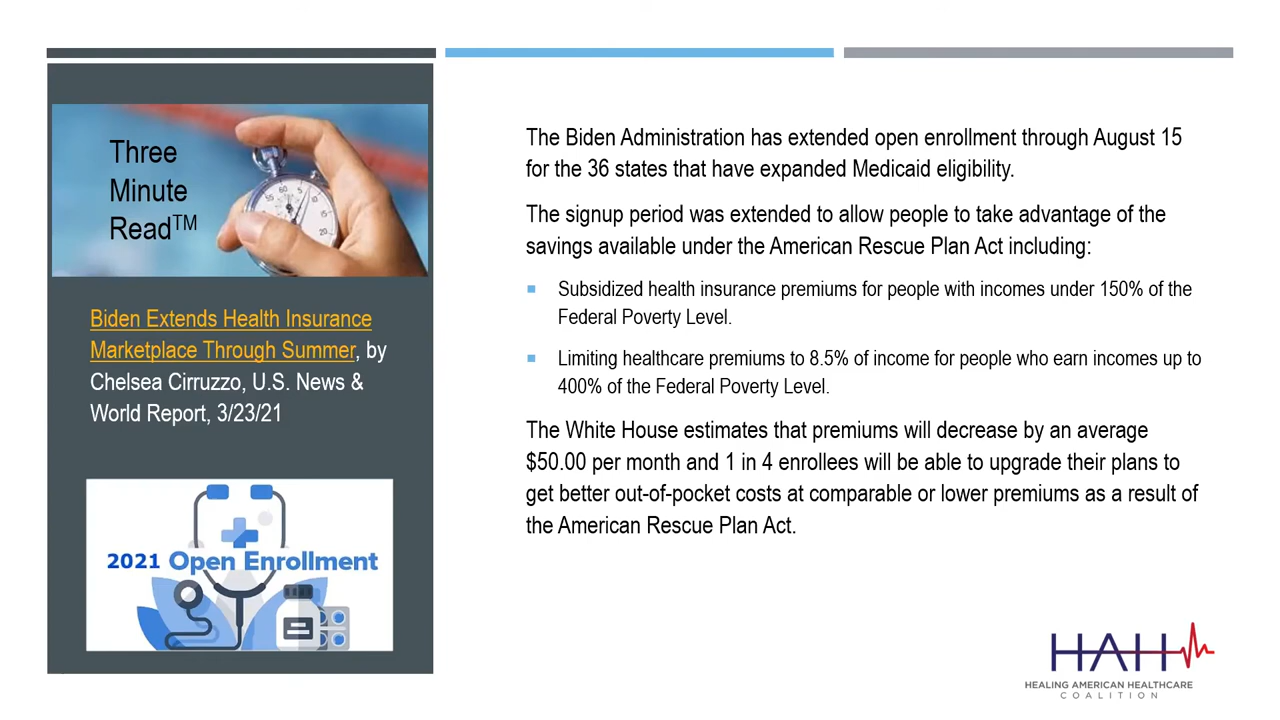 Three
Minute
Read™
Biden Extends Health Insurance
Marketplace Through Summer, by
Chelsea Cirruzzo, U.S. News &
World Report, 3/23/21
2021 Open Enrollment
The Biden Administration has extended open enrollment through August 15
for the 36 states that have expanded Medicaid eligibility.
The signup period was extended to allow people to take advantage of the
savings available under the American Rescue Plan Act including:
Subsidized health insurance premiums for people with incomes under 150% of the
Federal Poverty Level.
Limiting healthcare premiums to 8.5% of income for people who earn incomes up to
400% of the Federal Poverty Level.
The White House estimates that premiums will decrease by an average
$50.00 per month and 1 in 4 enrollees will be able to upgrade their plans to
get better out-of-pocket costs at comparable or lower premiums as a result of
the American Rescue Plan Act.
HAH
HEALING AMERICAN HEALTHCARE
COALITION